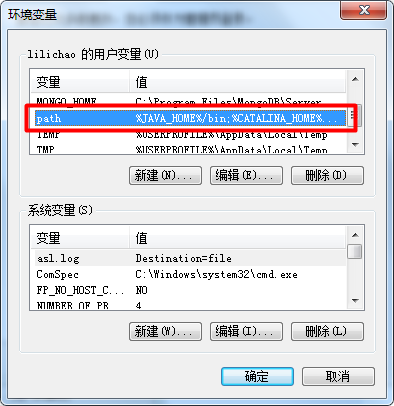 环境变量
lilichao 的用户变量(U)
变量 值
MONGO_HOME C:\Program Files\MongoDB\Server
path %JAVA_HOME%/bin;%CATALINA_HOME%...
TEMP %USERPROFILE%\AppData\Local\Temp
TMP %USERPROFILE%\AppData\Local\Temp
新建(N)... 编辑(E)... 删除(D)
系统变量(S)
变量 值
asl.log Destination=file
ComSpec C:\Windows\system32\cmd.exe
FP_NO_HOST_C... NO
NUMBER_OF_PR... 4
新建(W)... 编辑(I)... 删除(L)
确定 取消